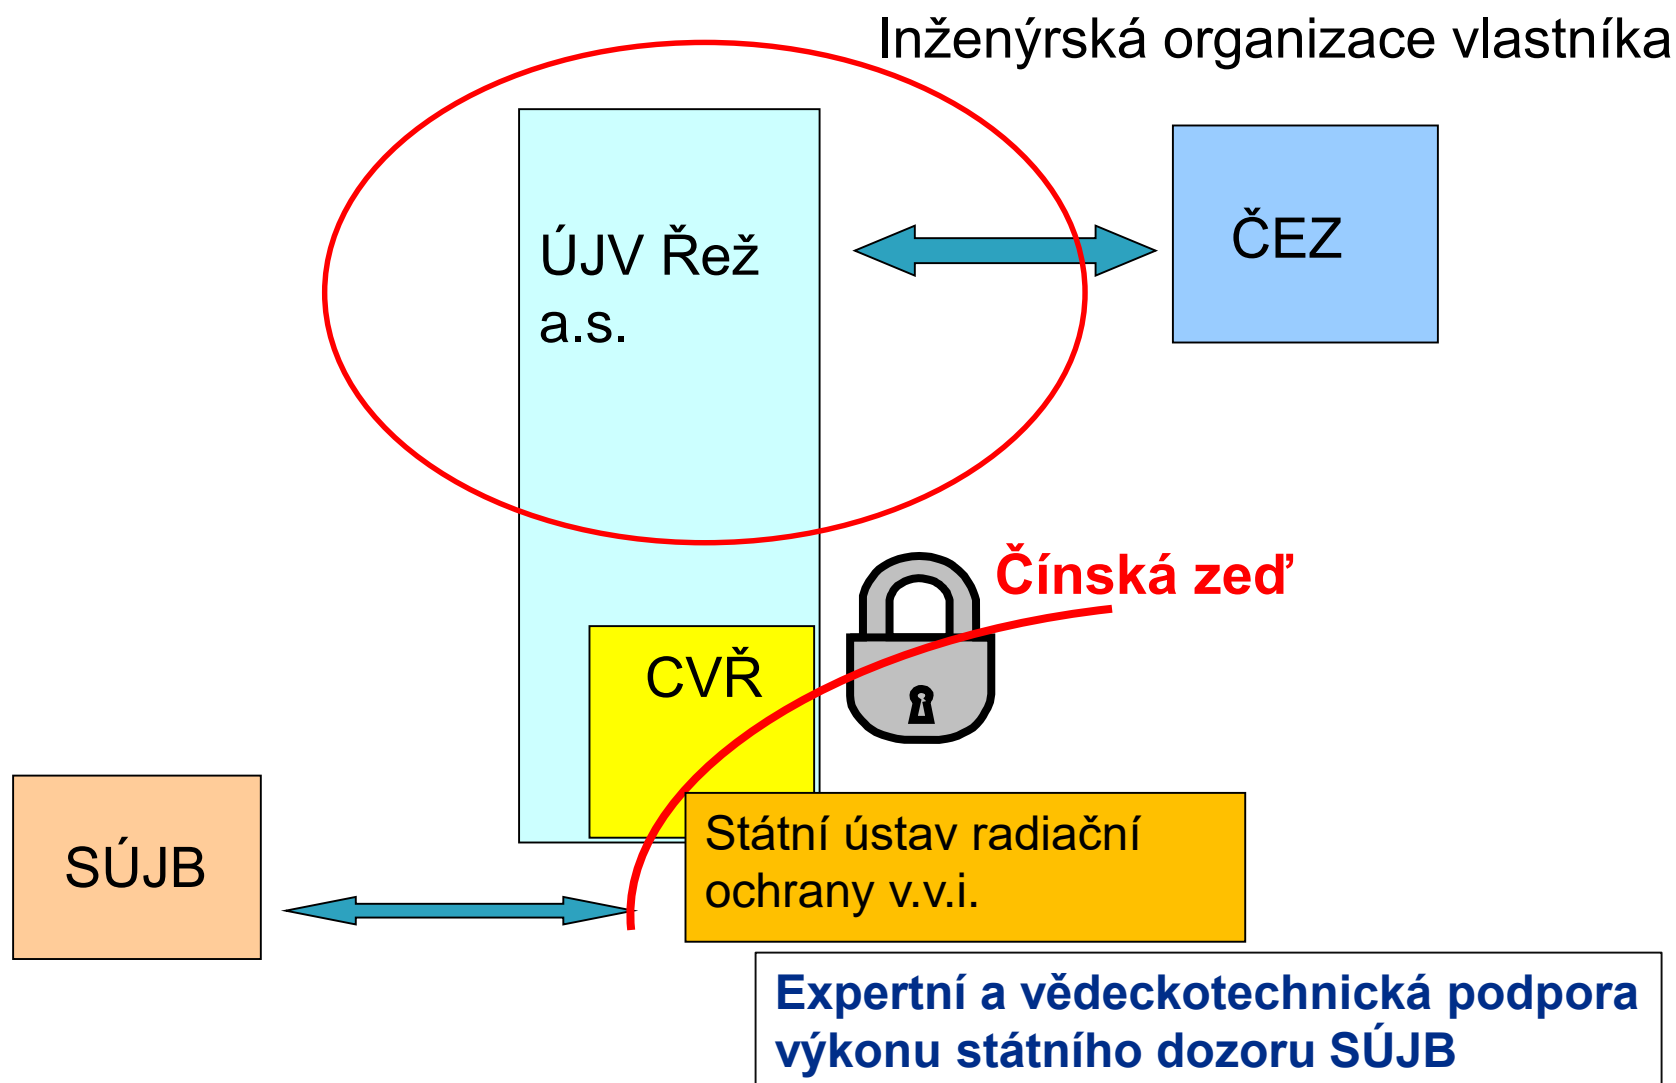 Inženýrská organizace vlastníka
ÚJV Řež
a.s.
ČEZ
Čínská zeď
CVŘ
SÚJB
Státní ústav radiační
ochrany v.v.i.
Expertní a vědeckotechnická podpora
výkonu státního dozoru SÚJB